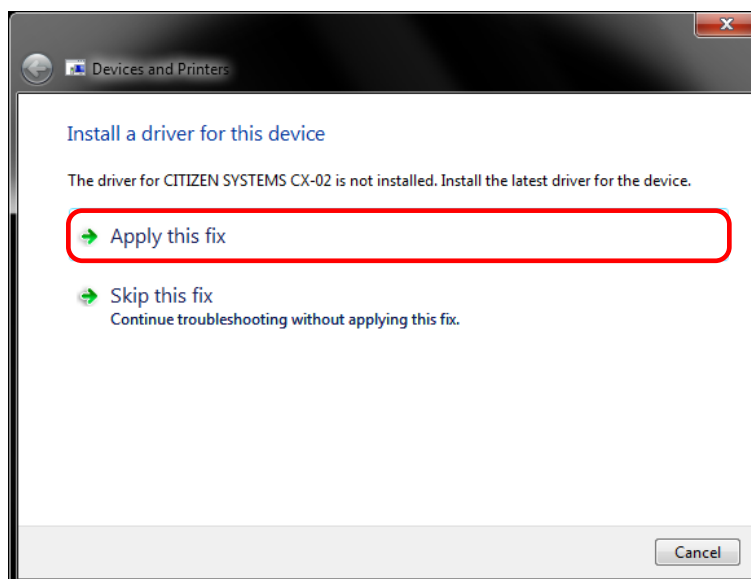 Devices and Printers
Install a driver for this device
The driver for CITIZEN SYSTEMS CX-02 is not installed. Install the latest driver for the device.
Apply this fix
Skip this fix
Continue troubleshooting without applying this fix.
Cancel